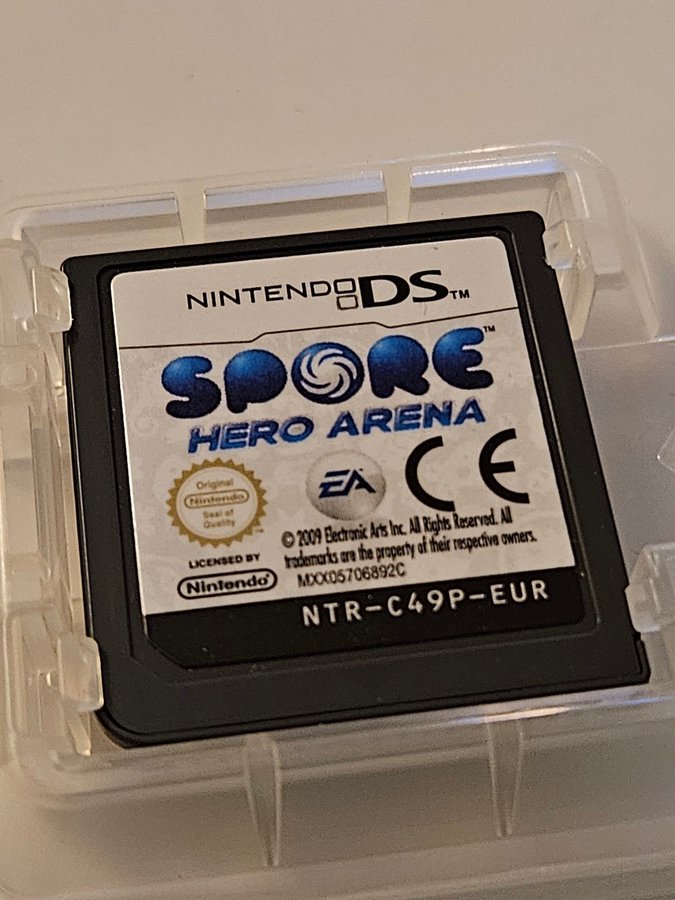 NINTENDO DS™
SPORE™
HERO ARENA
Original
Nintendo
Seal of
Quality
™
EA
CE
© 2009 Electronic Arts Inc. All Rights Reserved. All
trademarks are the property of their respective owners.
LICENSED BY
Nintendo®
MXX05706892C
NTR-C49P-EUR